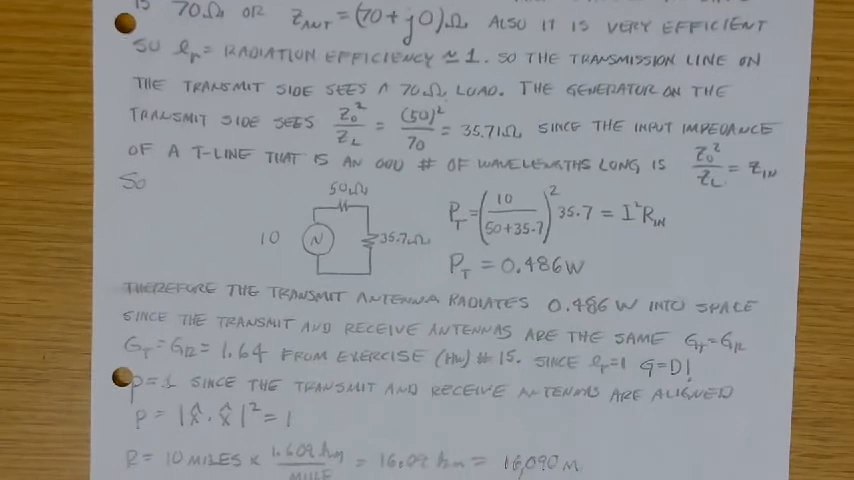 IS 70Ω OR Z_ANT = (70 + j0)Ω ALSO IT IS VERY EFFICIENT
SO e_r = RADIATION EFFICIENCY ≃ 1. SO THE TRANSMISSION LINE ON
THE TRANSMIT SIDE SEES A 70Ω LOAD. THE GENERATOR ON THE
TRANSMIT SIDE SEES Z_0^2/Z_L = (50)^2/70 = 35.71Ω SINCE THE INPUT IMPEDANCE
OF A T-LINE THAT IS AN ODD # OF WAVELENGTHS LONG IS Z_0^2/Z_L = Z_IN
SO
50Ω
10 N 35.7Ω
P_T = (10/(50+35.7))^2 35.7 = I^2 R_IN
P_T = 0.486W
THEREFORE THE TRANSMIT ANTENNA RADIATES 0.486 W INTO SPACE
SINCE THE TRANSMIT AND RECEIVE ANTENNAS ARE THE SAME G_T = G_R
G_T = G_R = 1.64 FROM EXERCISE (HW) # 15. SINCE e_r = 1 G = D!
P = 1 SINCE THE TRANSMIT AND RECEIVE ANTENNAS ARE ALIGNED
P = |x̂ · x̂|^2 = 1
R = 10 MILES × 1.609 km/MILE = 16.09 km = 16,090 M